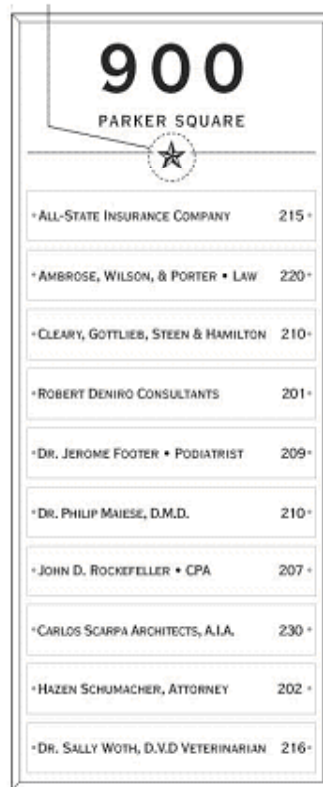 900
PARKER SQUARE
ALL-STATE INSURANCE COMPANY 215
AMBROSE, WILSON, & PORTER • LAW 220
CLEARY, GOTTLIEB, STEEN & HAMILTON 210
ROBERT DENIRO CONSULTANTS 201
DR. JEROME FOOTER • PODIATRIST 209
DR. PHILIP MAIESE, D.M.D. 210
JOHN D. ROCKEFELLER • CPA 207
CARLOS SCARPA ARCHITECTS, A.I.A. 230
HAZEN SCHUMACHER, ATTORNEY 202
DR. SALLY WOTH, D.V.D VETERINARIAN 216